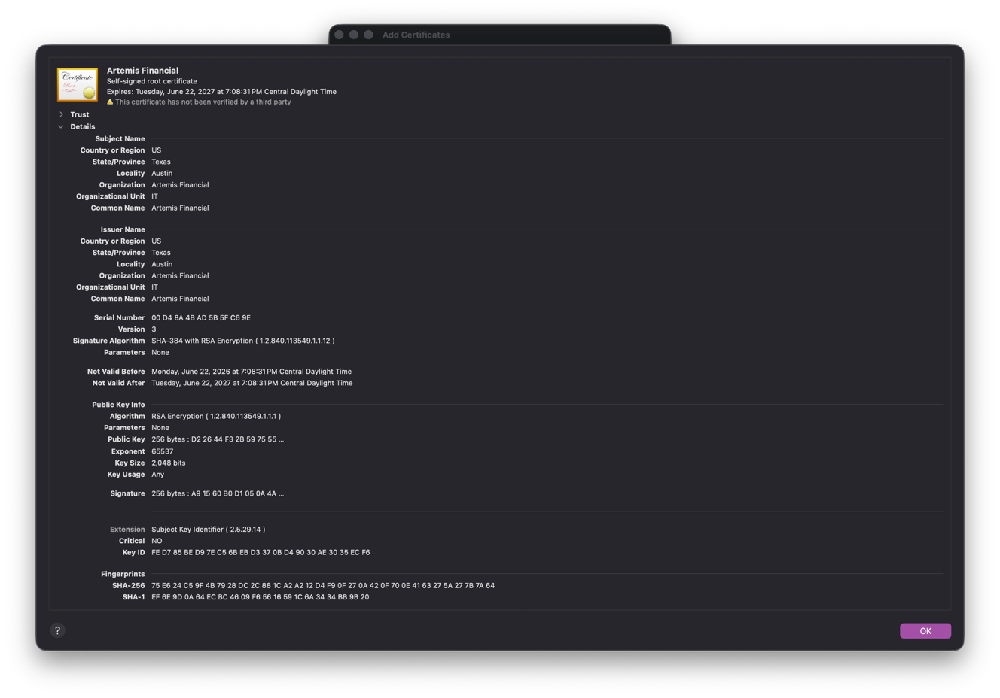 Add Certificates
Certificate
Root
Artemis Financial
Self-signed root certificate
Expires: Tuesday, June 22, 2027 at 7:08:31 PM Central Daylight Time
This certificate has not been verified by a third party
Trust
Details
Subject Name
Country or Region US
State/Province Texas
Locality Austin
Organization Artemis Financial
Organizational Unit IT
Common Name Artemis Financial
Issuer Name
Country or Region US
State/Province Texas
Locality Austin
Organization Artemis Financial
Organizational Unit IT
Common Name Artemis Financial
Serial Number 00 D4 8A 4B AD 5B 5F C6 9E
Version 3
Signature Algorithm SHA-384 with RSA Encryption ( 1.2.840.113549.1.1.12 )
Parameters None
Not Valid Before Monday, June 22, 2026 at 7:08:31 PM Central Daylight Time
Not Valid After Tuesday, June 22, 2027 at 7:08:31 PM Central Daylight Time
Public Key Info
Algorithm RSA Encryption ( 1.2.840.113549.1.1.1 )
Parameters None
Public Key 256 bytes : D2 26 44 F3 2B 59 75 55 ...
Exponent 65537
Key Size 2,048 bits
Key Usage Any
Signature 256 bytes : A9 15 60 B0 D1 05 0A 4A ...
Extension Subject Key Identifier ( 2.5.29.14 )
Critical NO
Key ID FE D7 85 BE D9 7E C5 6B EB D3 37 0B D4 90 30 AE 30 35 EC F6
Fingerprints
SHA-256 75 E6 24 C5 9F 4B 79 28 DC 2C 88 1C A2 A2 12 D4 F9 0F 27 0A 42 0F 70 0E 41 63 27 5A 27 7B 7A 64
SHA-1 EF 6E 9D 0A 64 EC BC 46 09 F6 56 16 59 1C 6A 34 34 BB 9B 20
?
OK